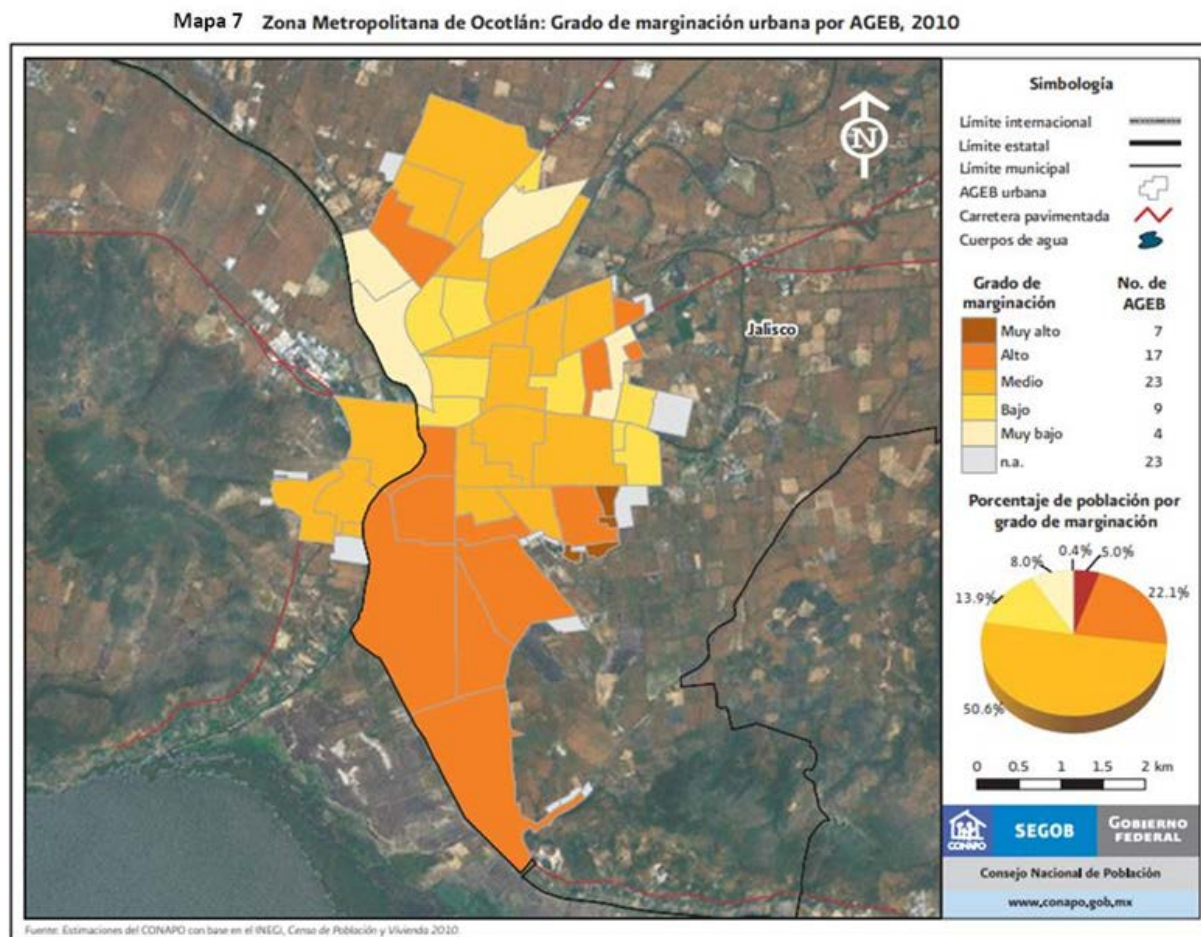 Mapa 7 Zona Metropolitana de Ocotlán: Grado de marginación urbana por AGEB, 2010
N
Jalisco
Simbología
Límite internacional
Límite estatal
Límite municipal
AGEB urbana
Carretera pavimentada
Cuerpos de agua
Grado de No. de
marginación AGEB
Muy alto 7
Alto 17
Medio 23
Bajo 9
Muy bajo 4
n.a. 23
Porcentaje de población por
grado de marginación
0.4%
5.0%
8.0%
22.1%
13.9%
50.6%
0 0.5 1 1.5 2 km
CONAPO
SEGOB
GOBIERNO
FEDERAL
Consejo Nacional de Población
www.conapo.gob.mx
Fuente: Estimaciones del CONAPO con base en el INEGI, Censo de Población y Vivienda 2010.